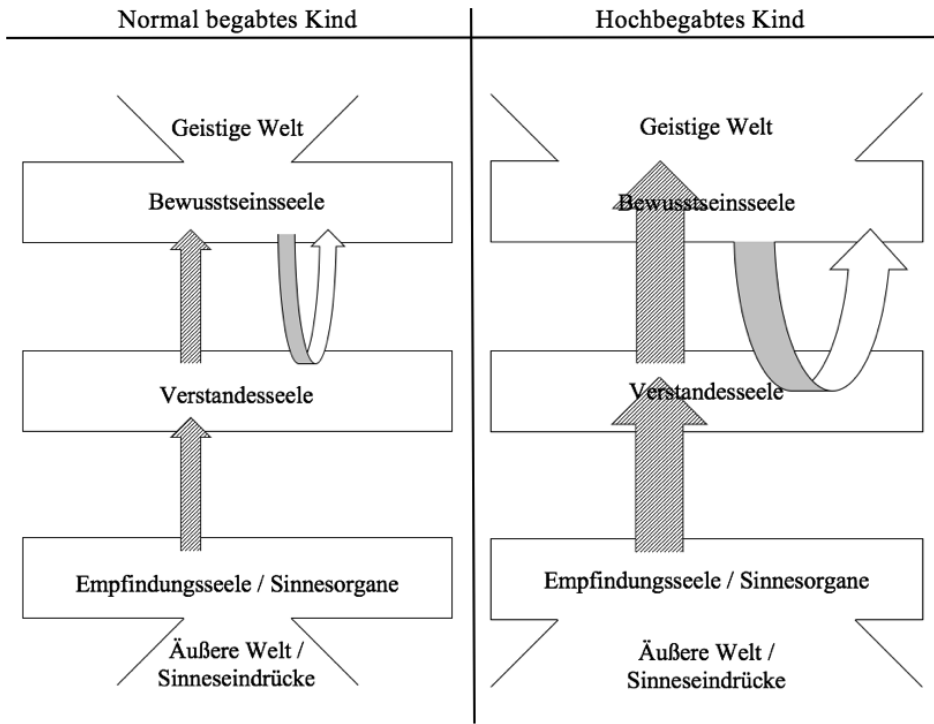 Normal begabtes Kind
Geistige Welt
Bewusstseinsseele
Verstandesseele
Empfindungsseele / Sinnesorgane
Äußere Welt /
Sinneseindrücke
Hochbegabtes Kind
Geistige Welt
Bewusstseinsseele
Verstandesseele
Empfindungsseele / Sinnesorgane
Äußere Welt /
Sinneseindrücke